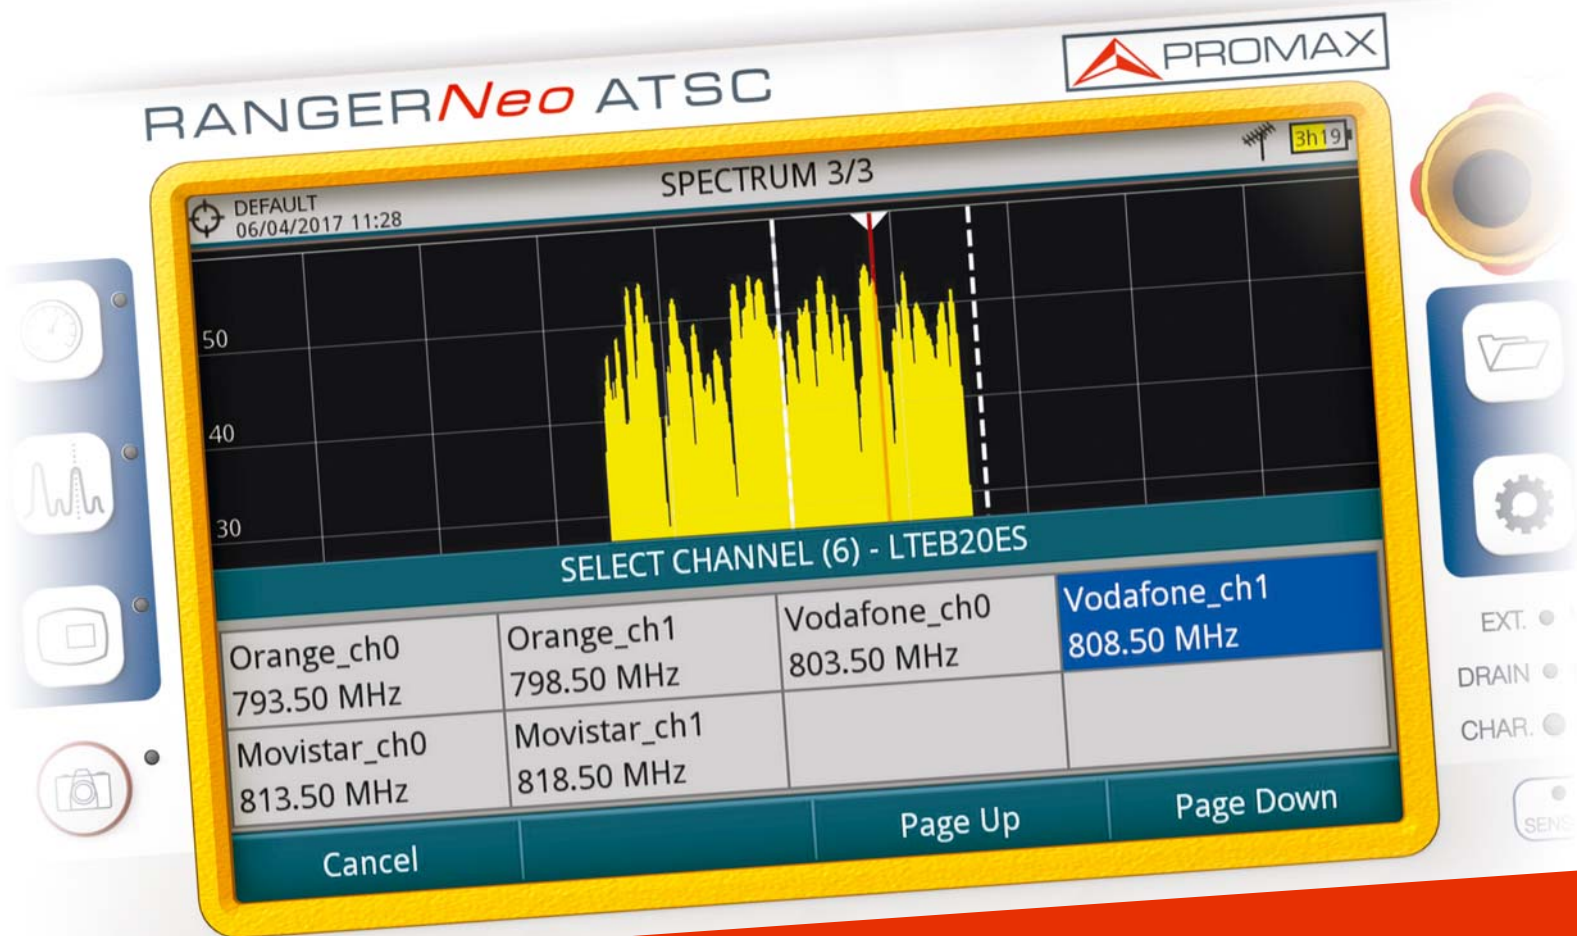 RANGERNeo ATSC
PROMAX
DEFAULT
06/04/2017 11:28
SPECTRUM 3/3
3h19
50
40
30
SELECT CHANNEL (6) - LTEB20ES
Orange_ch0
793.50 MHz
Orange_ch1
798.50 MHz
Vodafone_ch0
803.50 MHz
Vodafone_ch1
808.50 MHz
Movistar_ch0
813.50 MHz
Movistar_ch1
818.50 MHz
Cancel
Page Up
Page Down
EXT.
DRAIN
CHAR.